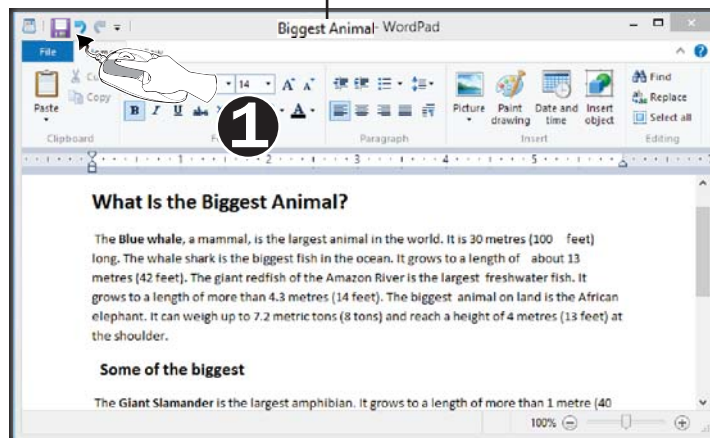 Biggest Animal- WordPad
File
Paste
Cu
Copy
14
A A
B I U abc A
1
Picture Paint drawing Date and time Insert object
Find
Replace
Select all
Clipboard
F
Paragraph
Insert
Editing
1 2 3 4 5
What Is the Biggest Animal?
The Blue whale, a mammal, is the largest animal in the world. It is 30 metres (100 feet)
long. The whale shark is the biggest fish in the ocean. It grows to a length of about 13
metres (42 feet). The giant redfish of the Amazon River is the largest freshwater fish. It
grows to a length of more than 4.3 metres (14 feet). The biggest animal on land is the African
elephant. It can weigh up to 7.2 metric tons (8 tons) and reach a height of 4 metres (13 feet) at
the shoulder.
Some of the biggest
The Giant Slamander is the largest amphibian. It grows to a length of more than 1 metre (40
100%